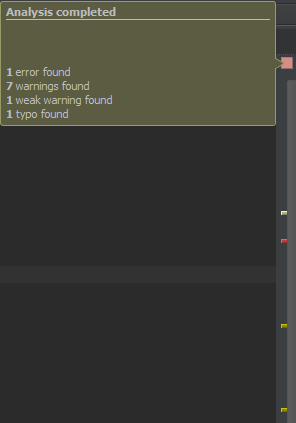 Analysis completed
1 error found
7 warnings found
1 weak warning found
1 typo found